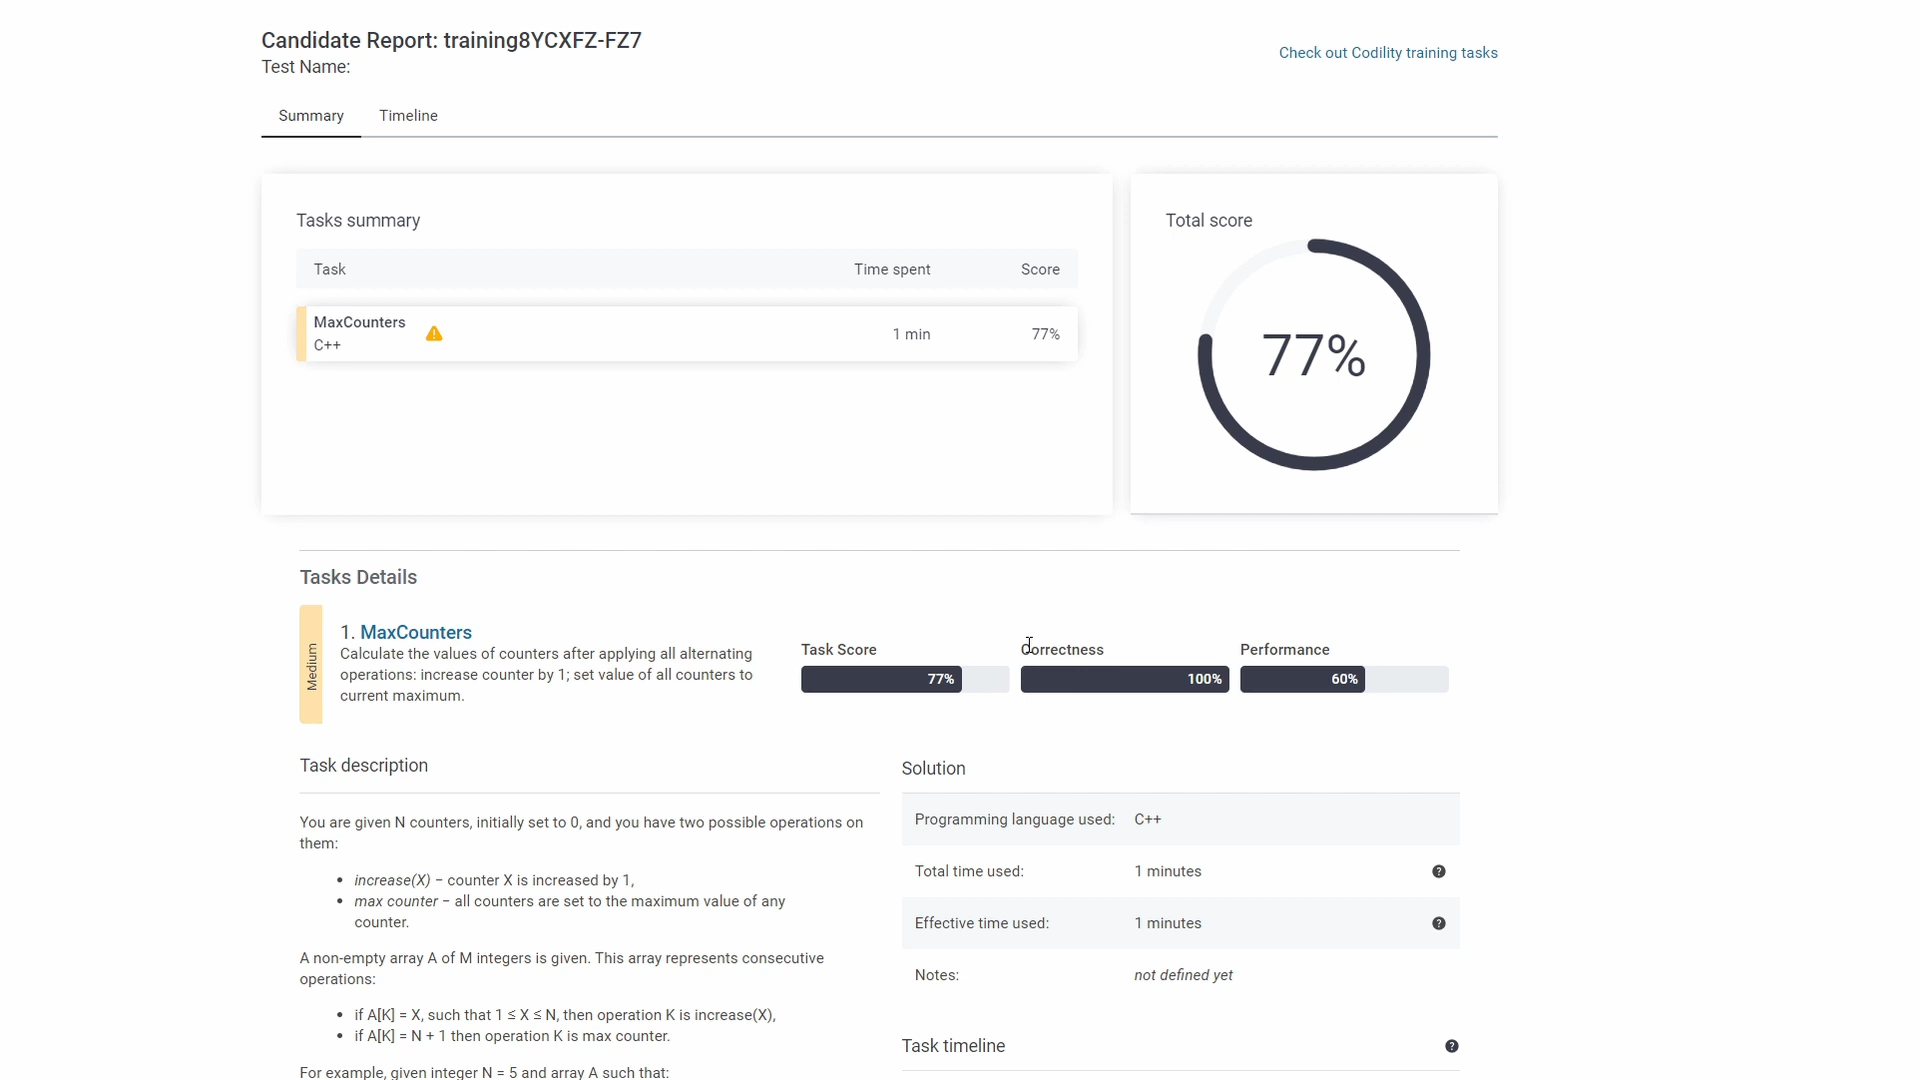 Candidate Report: training8YCXFZ-FZ7
Test Name:
Check out Codility training tasks
Summary
Timeline
Tasks summary
Task
Time spent
Score
MaxCounters
C++
1 min
77%
Total score
77%
Tasks Details
Medium
1. MaxCounters
Calculate the values of counters after applying all alternating
operations: increase counter by 1; set value of all counters to
current maximum.
Task Score
77%
Correctness
100%
Performance
60%
Task description
You are given N counters, initially set to 0, and you have two possible operations on
them:
• increase(X) − counter X is increased by 1,
• max counter − all counters are set to the maximum value of any
counter.
A non-empty array A of M integers is given. This array represents consecutive
operations:
• if A[K] = X, such that 1 ≤ X ≤ N, then operation K is increase(X),
• if A[K] = N + 1 then operation K is max counter.
For example, given integer N = 5 and array A such that:
Solution
Programming language used: C++
Total time used: 1 minutes ?
Effective time used: 1 minutes ?
Notes: not defined yet
Task timeline ?